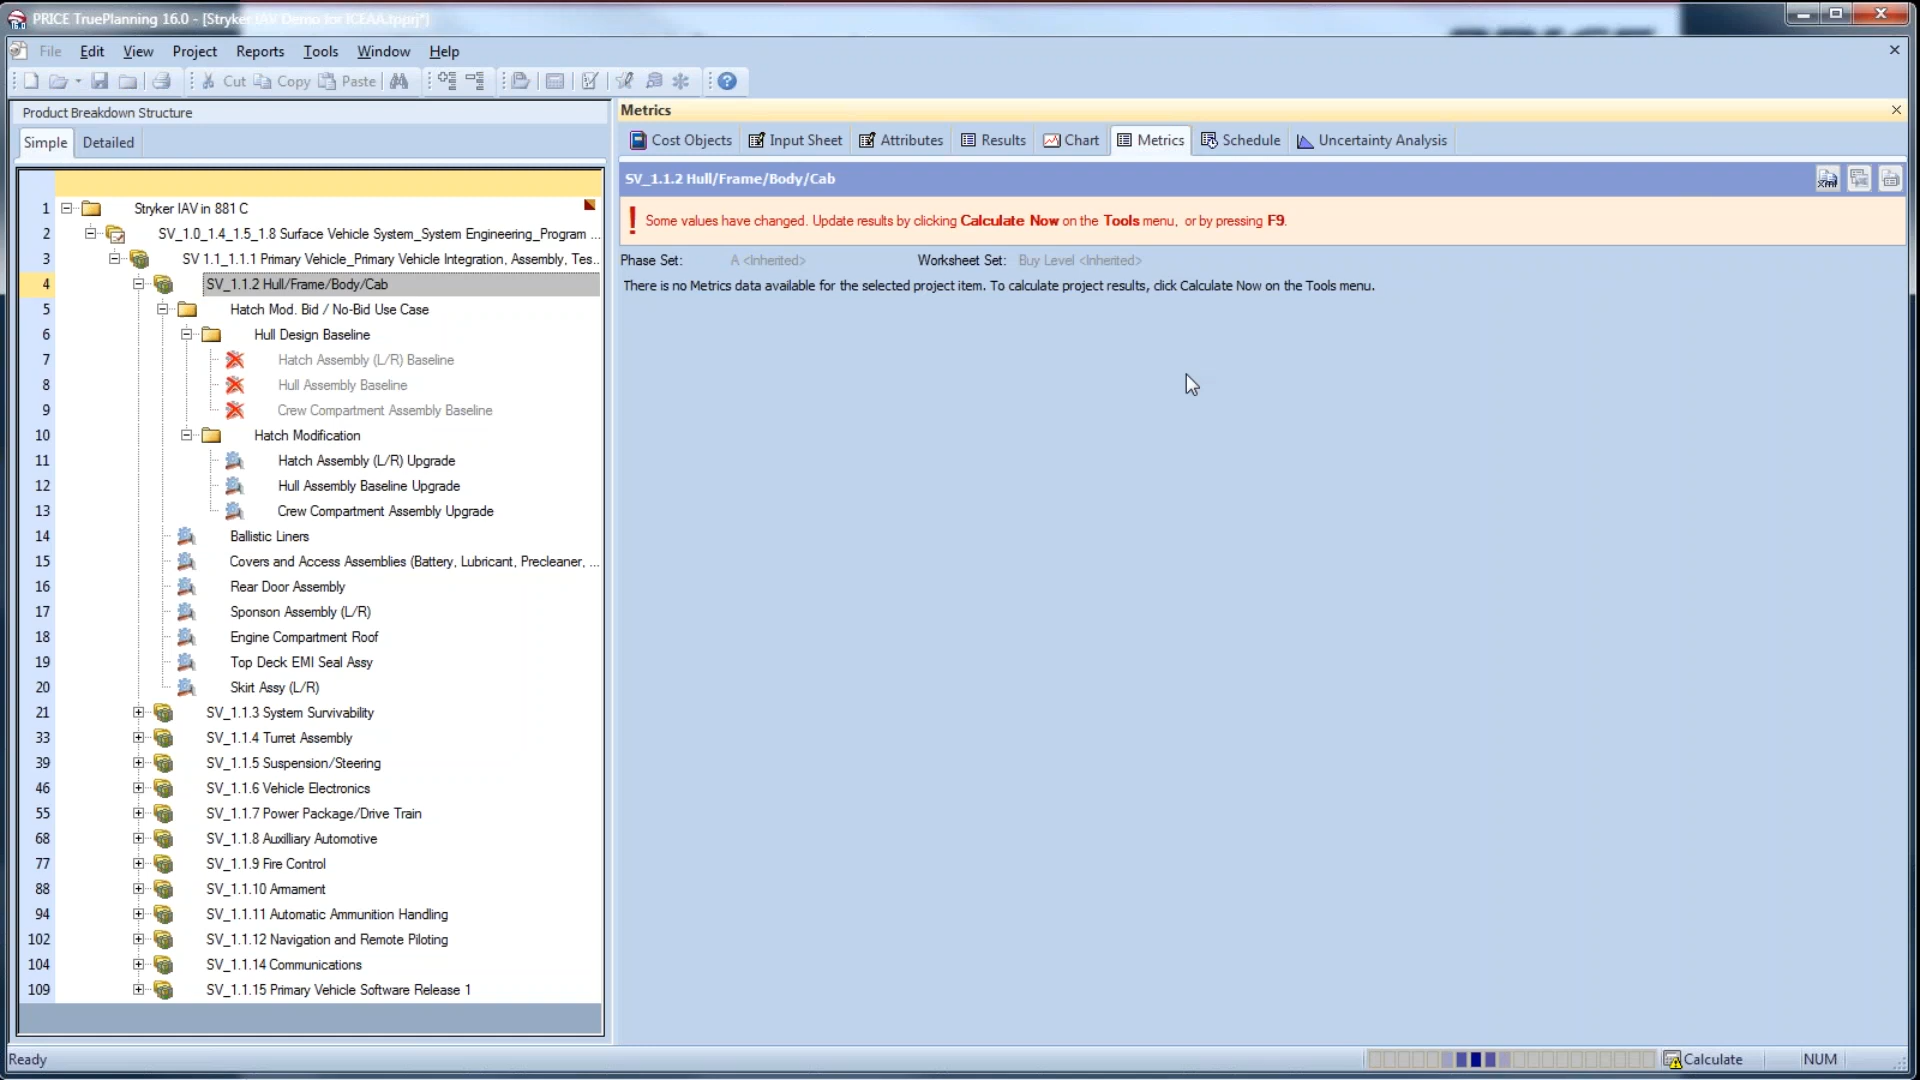 PRICE TruePlanning 16.0 - [Stryker IAV Demo for ICEAA.tpprj*]
File Edit View Project Reports Tools Window Help
Cut Copy Paste
Product Breakdown Structure
Simple Detailed
1 Stryker IAV in 881 C
2 SV_1.0_1.4_1.5_1.8 Surface Vehicle System_System Engineering_Program ...
3 SV 1.1_1.1.1 Primary Vehicle_Primary Vehicle Integration, Assembly, Tes...
4 SV_1.1.2 Hull/Frame/Body/Cab
5 Hatch Mod. Bid / No-Bid Use Case
6 Hull Design Baseline
7 Hatch Assembly (L/R) Baseline
8 Hull Assembly Baseline
9 Crew Compartment Assembly Baseline
10 Hatch Modification
11 Hatch Assembly (L/R) Upgrade
12 Hull Assembly Baseline Upgrade
13 Crew Compartment Assembly Upgrade
14 Ballistic Liners
15 Covers and Access Assemblies (Battery, Lubricant, Precleaner, ...
16 Rear Door Assembly
17 Sponson Assembly (L/R)
18 Engine Compartment Roof
19 Top Deck EMI Seal Assy
20 Skirt Assy (L/R)
21 SV_1.1.3 System Survivability
33 SV_1.1.4 Turret Assembly
39 SV_1.1.5 Suspension/Steering
46 SV_1.1.6 Vehicle Electronics
55 SV_1.1.7 Power Package/Drive Train
68 SV_1.1.8 Auxiliary Automotive
77 SV_1.1.9 Fire Control
88 SV_1.1.10 Armament
94 SV_1.1.11 Automatic Ammunition Handling
102 SV_1.1.12 Navigation and Remote Piloting
104 SV_1.1.14 Communications
109 SV_1.1.15 Primary Vehicle Software Release 1
Metrics
Cost Objects Input Sheet Attributes Results Chart Metrics Schedule Uncertainty Analysis
SV_1.1.2 Hull/Frame/Body/Cab
Some values have changed. Update results by clicking Calculate Now on the Tools menu, or by pressing F9.
Phase Set: A <Inherited> Worksheet Set: Buy Level <Inherited>
There is no Metrics data available for the selected project item. To calculate project results, click Calculate Now on the Tools menu.
Ready Calculate NUM